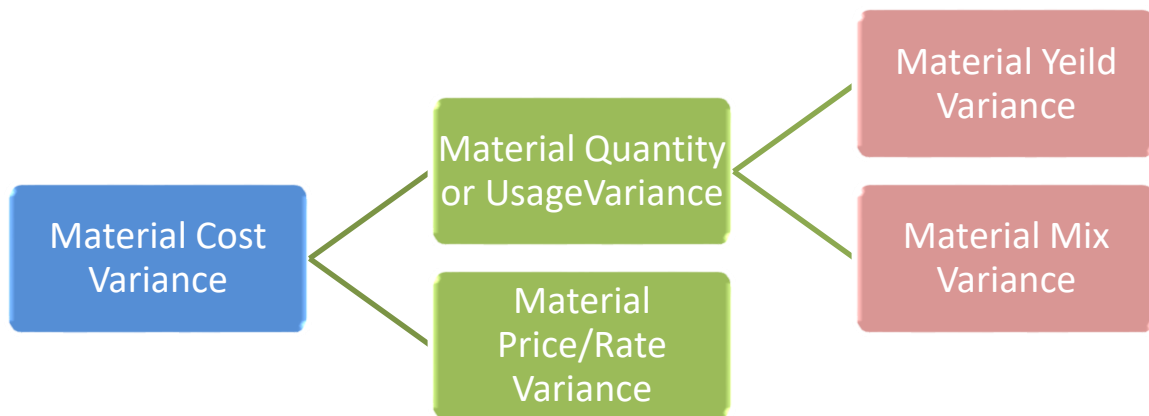 Material Cost
Variance
Material Quantity
or UsageVariance
Material
Price/Rate
Variance
Material Yeild
Variance
Material Mix
Variance